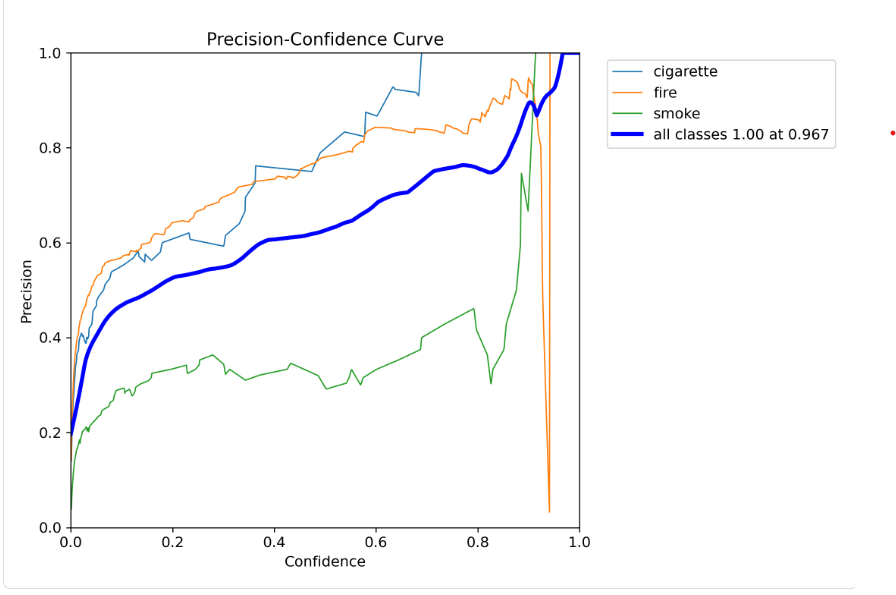 Precision-Confidence Curve
1.0
0.8
0.6
0.4
0.2
0.0
Precision
0.0 0.2 0.4 0.6 0.8 1.0
Confidence
cigarette
fire
smoke
all classes 1.00 at 0.967